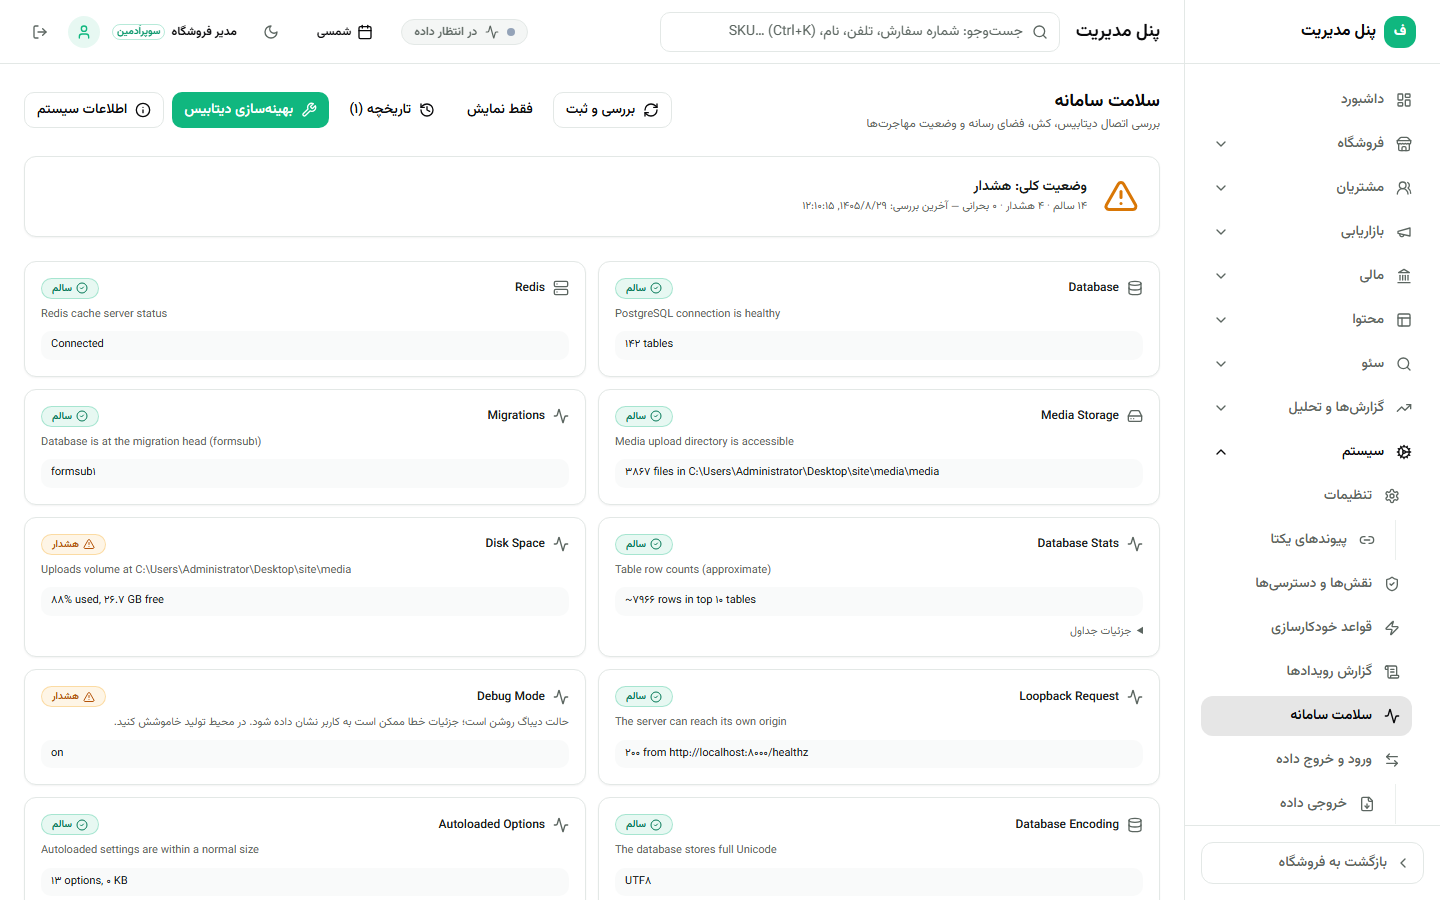 ف پنل مدیریت
پنل مدیریت
جست‌وجو: شماره سفارش، تلفن، نام، SKU... (Ctrl+K)
در انتظار داده
شمسی
مدیر فروشگاه
سوپرادمین
داشبورد
فروشگاه
مشتریان
بازاریابی
مالی
محتوا
سئو
گزارش‌ها و تحلیل
سیستم
تنظیمات
پیوندهای یکتا
نقش‌ها و دسترسی‌ها
قواعد خودکارسازی
گزارش رویدادها
سلامت سامانه
ورود و خروج داده
خروجی داده
بازگشت به فروشگاه
سلامت سامانه
بررسی اتصال دیتابیس، کش، فضای رسانه و وضعیت مهاجرت‌ها
بررسی و ثبت
فقط نمایش
تاریخچه (۱)
بهینه‌سازی دیتابیس
اطلاعات سیستم
وضعیت کلی: هشدار
۱۴ سالم · ۴ هشدار · ۰ بحرانی — آخرین بررسی: ۱۴۰۵/۸/۲۹, ۱۲:۱۰:۱۵
Database
سالم
PostgreSQL connection is healthy
۱۴۲ tables
Redis
سالم
Redis cache server status
Connected
Media Storage
سالم
Media upload directory is accessible
۳۸۶۷ files in C:\Users\Administrator\Desktop\site\media\media
Migrations
سالم
Database is at the migration head (formsub۱)
formsub۱
Database Stats
سالم
Table row counts (approximate)
~۷۹۶۶ rows in top ۱۰ tables
جزئیات جداول
Disk Space
هشدار
Uploads volume at C:\Users\Administrator\Desktop\site\media
۸۸% used, ۲۶.۷ GB free
Loopback Request
سالم
The server can reach its own origin
۲۰۰ from http://localhost:۸۰۰۰/healthz
Debug Mode
هشدار
حالت دیباگ روشن است؛ جزئیات خطا ممکن است به کاربر نشان داده شود. در محیط تولید خاموشش کنید.
on
Database Encoding
سالم
The database stores full Unicode
UTF۸
Autoloaded Options
سالم
Autoloaded settings are within a normal size
۱۳ options, ۰ KB